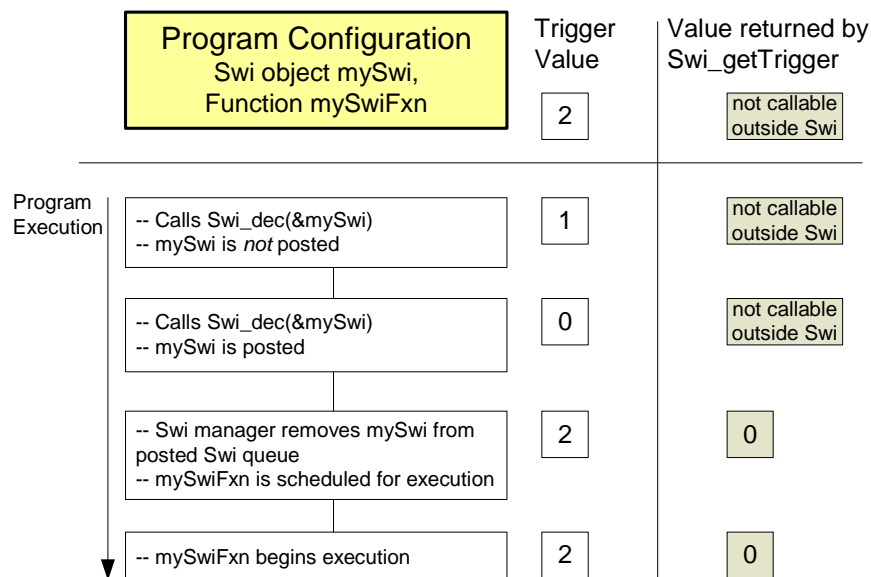 Program Configuration
Swi object mySwi,
Function mySwiFxn
Trigger
Value
Value returned by
Swi_getTrigger
2
not callable
outside Swi
Program
Execution
-- Calls Swi_dec(&mySwi)
-- mySwi is not posted
1
not callable
outside Swi
-- Calls Swi_dec(&mySwi)
-- mySwi is posted
0
not callable
outside Swi
-- Swi manager removes mySwi from
posted Swi queue
-- mySwiFxn is scheduled for execution
2
0
-- mySwiFxn begins execution
2
0